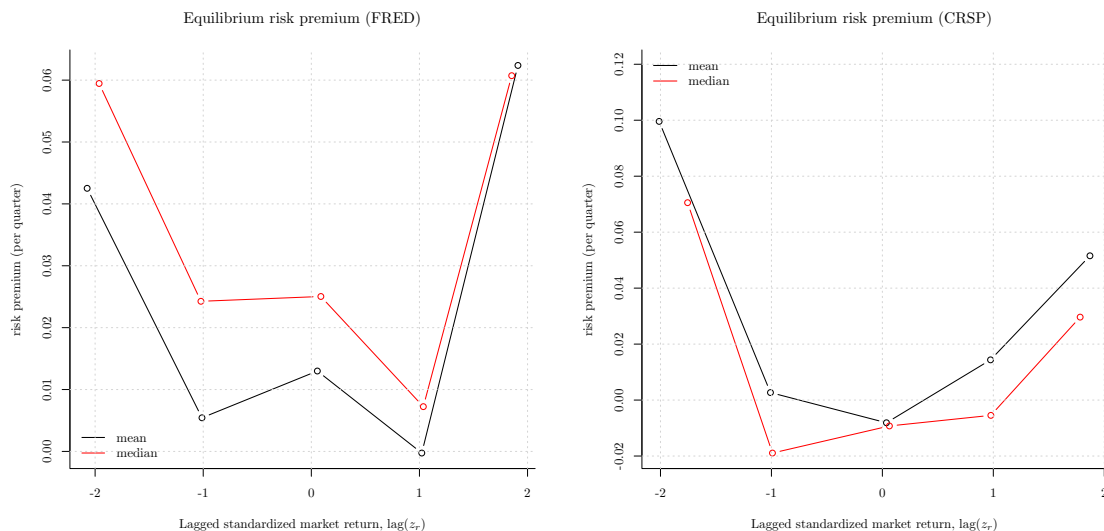 Equilibrium risk premium (FRED)
risk premium (per quarter)
0.06
0.05
0.04
0.03
0.02
0.01
0.00
mean
median
-2 -1 0 1 2
Lagged standardized market return, lag(z_r)
Equilibrium risk premium (CRSP)
risk premium (per quarter)
0.12
0.10
0.08
0.06
0.04
0.02
0.00
-0.02
mean
median
-2 -1 0 1 2
Lagged standardized market return, lag(z_r)